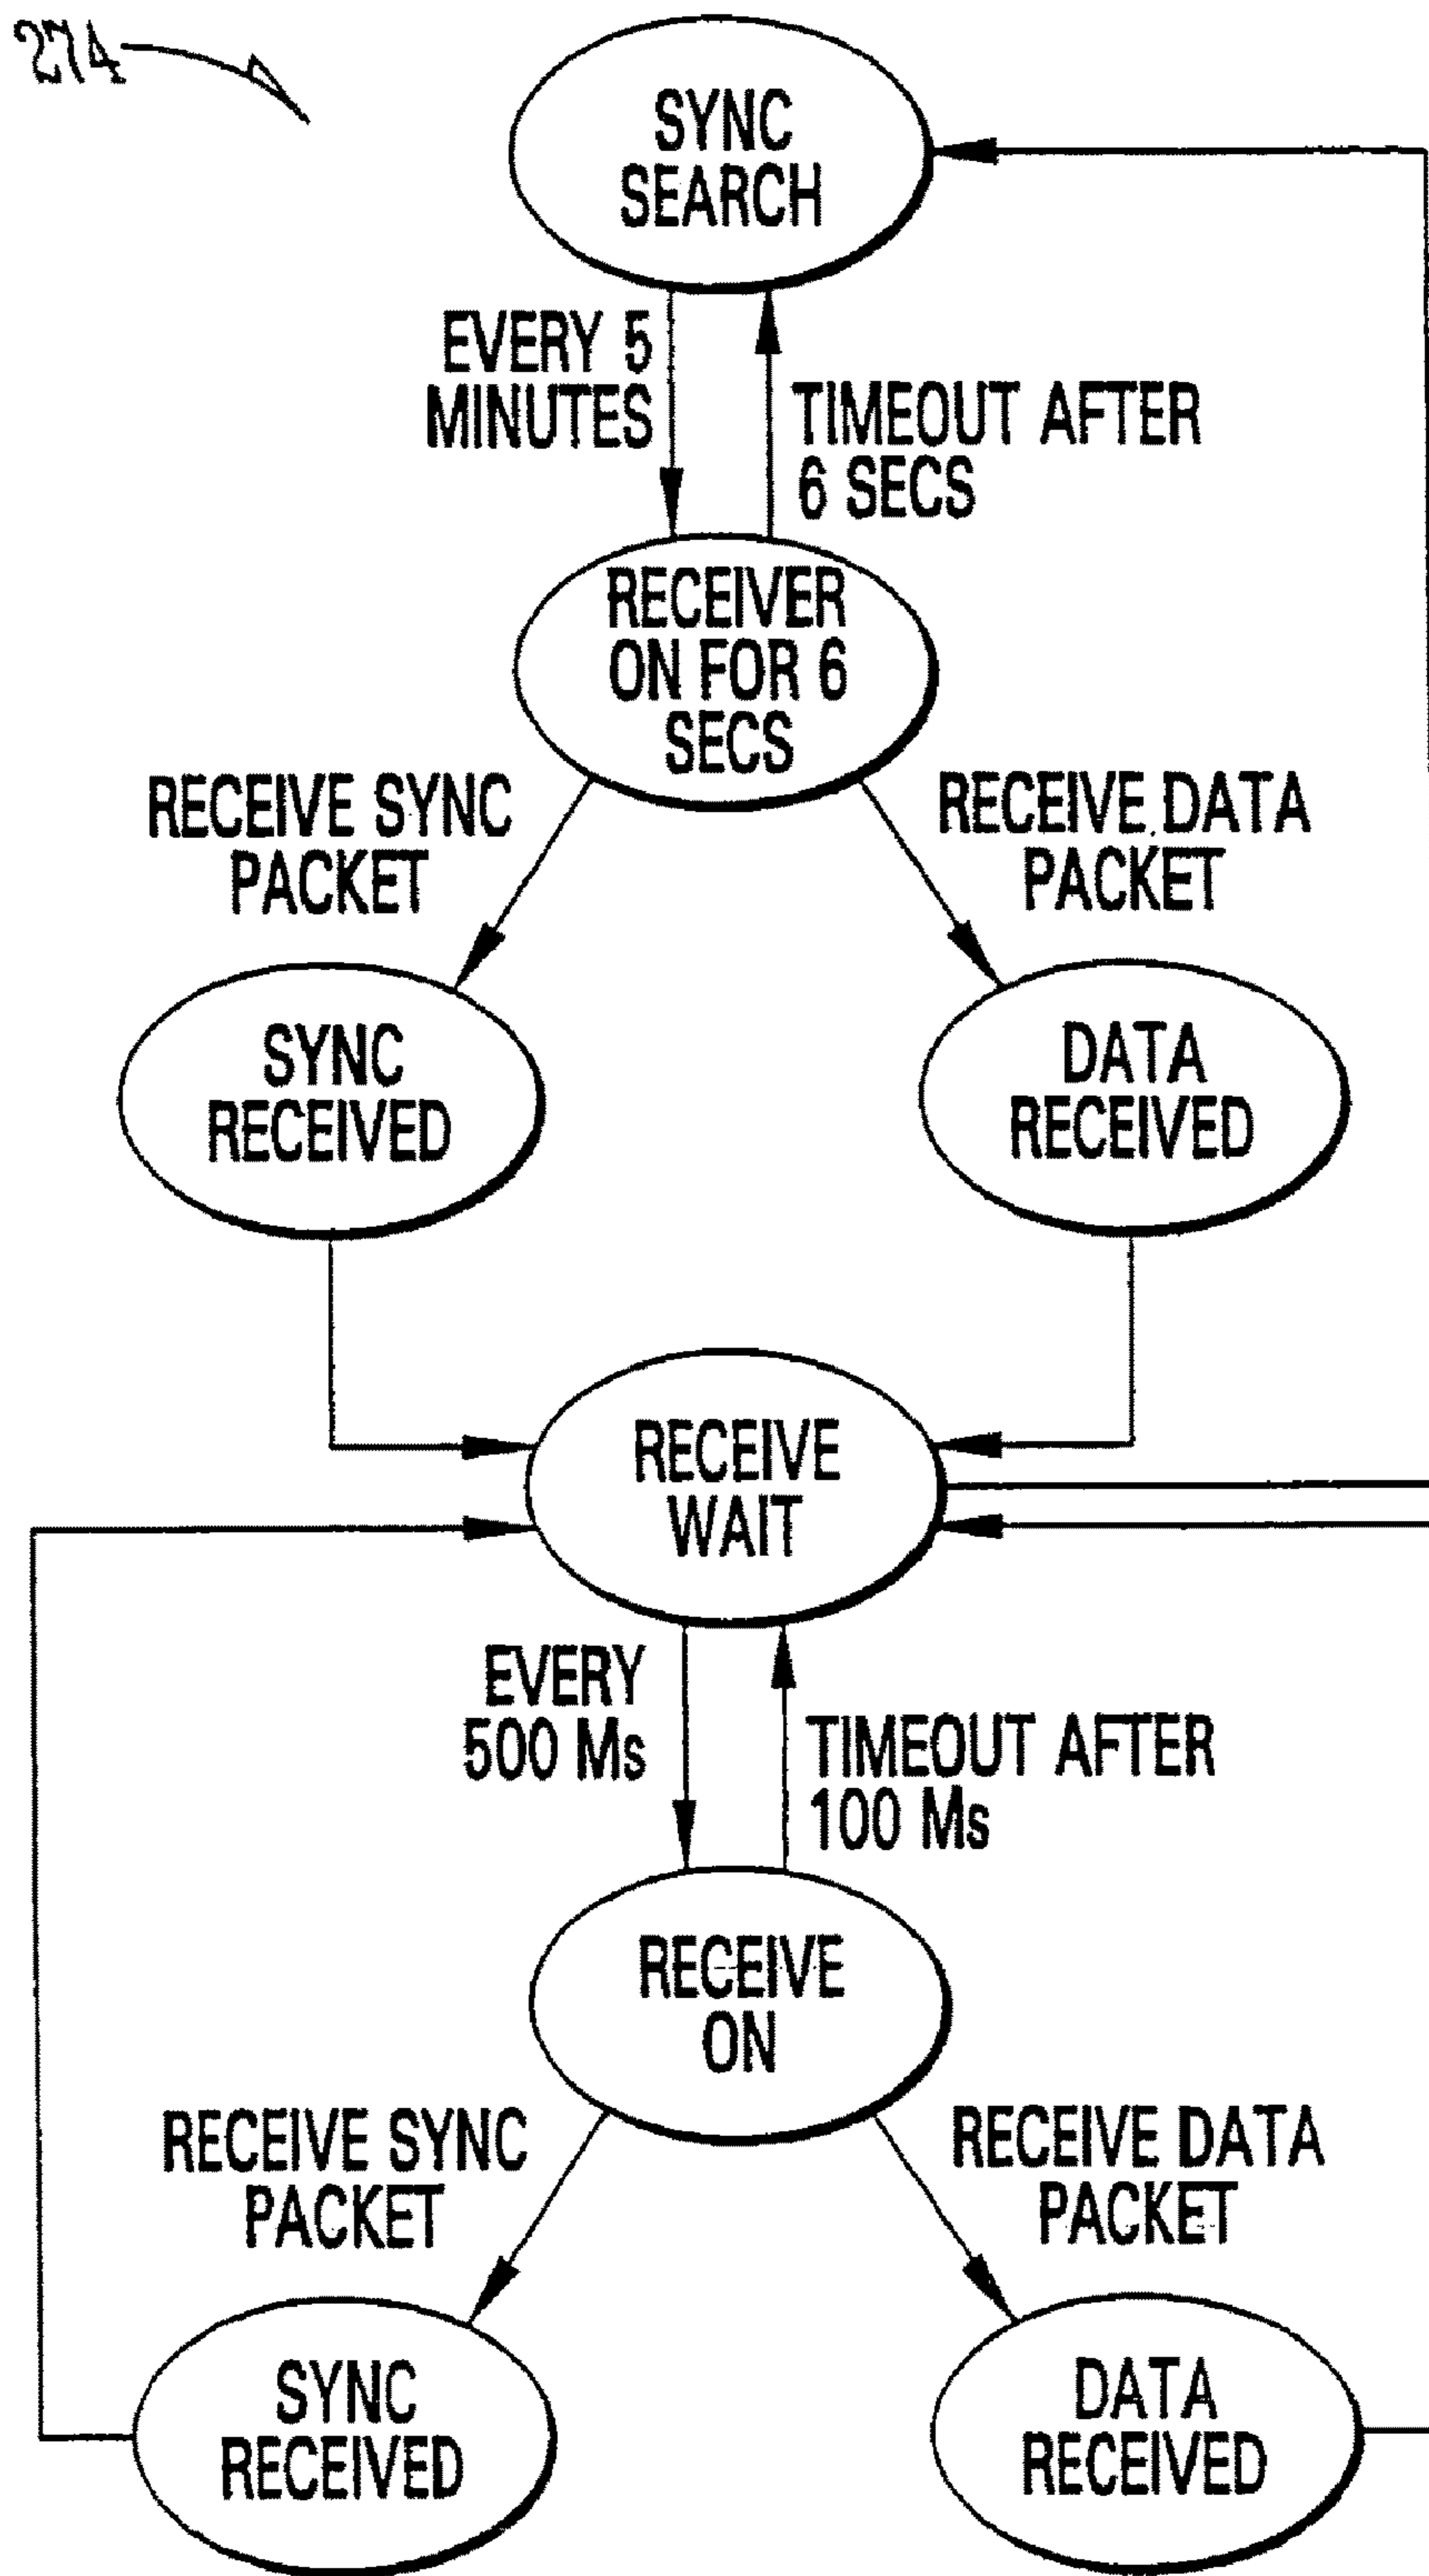 274
SYNC
SEARCH
EVERY 5
MINUTES
TIMEOUT AFTER
6 SECS
RECEIVER
ON FOR 6
SECS
RECEIVE SYNC
PACKET
RECEIVE DATA
PACKET
SYNC
RECEIVED
DATA
RECEIVED
RECEIVE
WAIT
EVERY
500 Ms
TIMEOUT AFTER
100 Ms
RECEIVE
ON
RECEIVE SYNC
PACKET
RECEIVE DATA
PACKET
SYNC
RECEIVED
DATA
RECEIVED